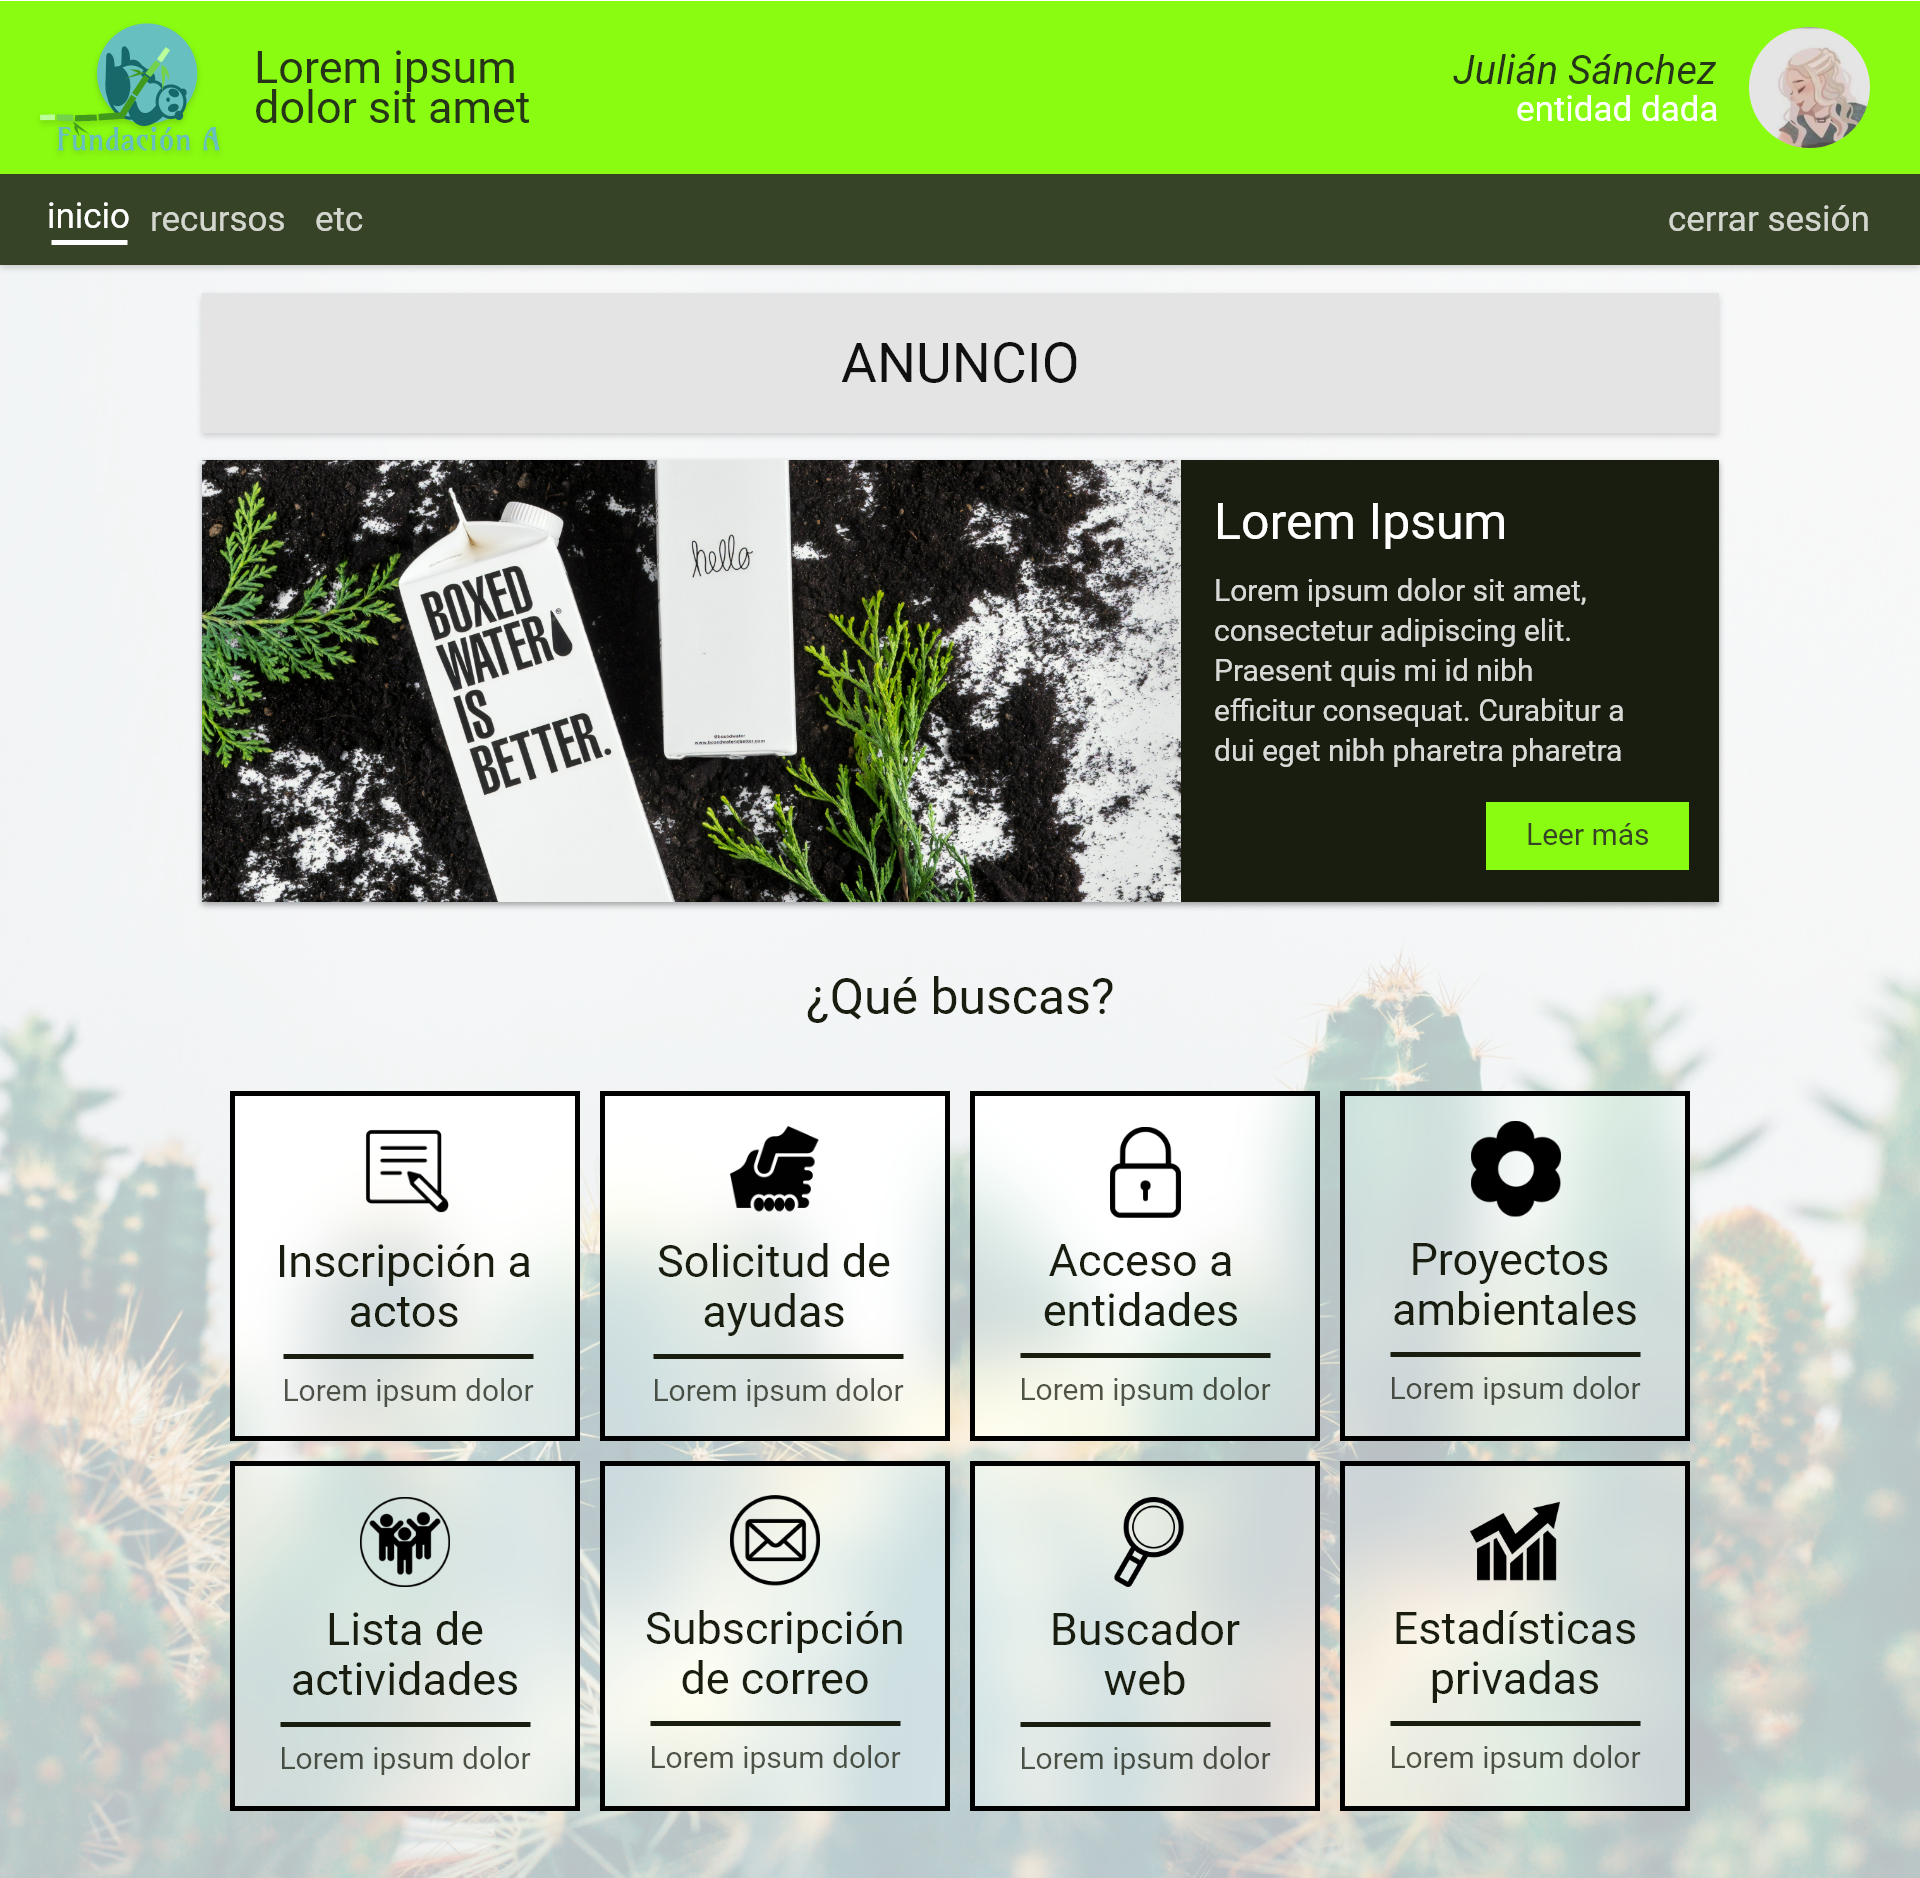 Fundación A
Lorem ipsum
dolor sit amet
Julián Sánchez
entidad dada
inicio recursos etc cerrar sesión
ANUNCIO
BOXED
WATER
IS
BETTER.
hello
@boxedwater
www.boxedwaterisbetter.com
Lorem Ipsum
Lorem ipsum dolor sit amet,
consectetur adipiscing elit.
Praesent quis mi id nibh
efficitur consequat. Curabitur a
dui eget nibh pharetra pharetra
Leer más
¿Qué buscas?
Inscripción a
actos
Lorem ipsum dolor
Solicitud de
ayudas
Lorem ipsum dolor
Acceso a
entidades
Lorem ipsum dolor
Proyectos
ambientales
Lorem ipsum dolor
Lista de
actividades
Lorem ipsum dolor
Subscripción
de correo
Lorem ipsum dolor
Buscador
web
Lorem ipsum dolor
Estadísticas
privadas
Lorem ipsum dolor